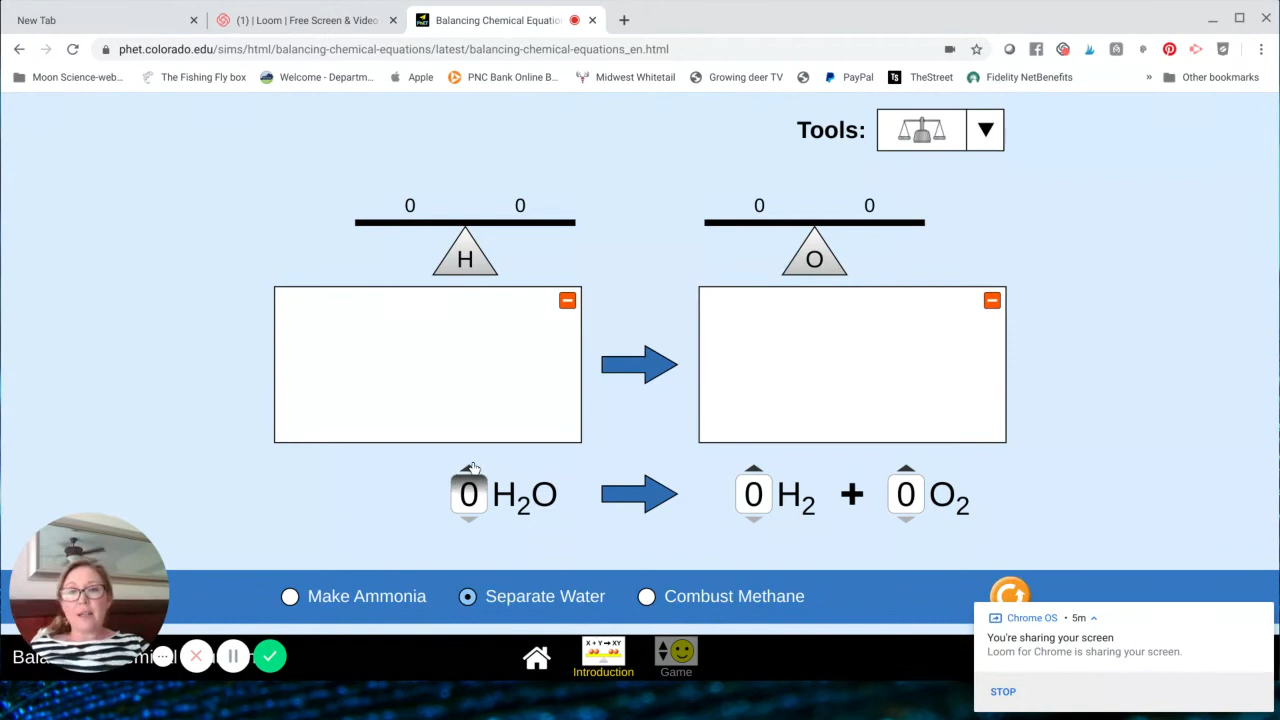 New Tab
(1) | Loom | Free Screen & Video
Balancing Chemical Equatio
phet.colorado.edu/sims/html/balancing-chemical-equations/latest/balancing-chemical-equations_en.html
Moon Science-web...
The Fishing Fly box
Welcome - Departm...
Apple
PNC Bank Online B...
Midwest Whitetail
Growing deer TV
PayPal
TS
TheStreet
Fidelity NetBenefits
»
Other bookmarks
Tools:
0 0
H
0 0
O
0 H2O
0 H2 + 0 O2
Make Ammonia
Separate Water
Combust Methane
Chrome OS • 5m
You're sharing your screen
Loom for Chrome is sharing your screen.
STOP
X + Y → XY
Introduction
Game